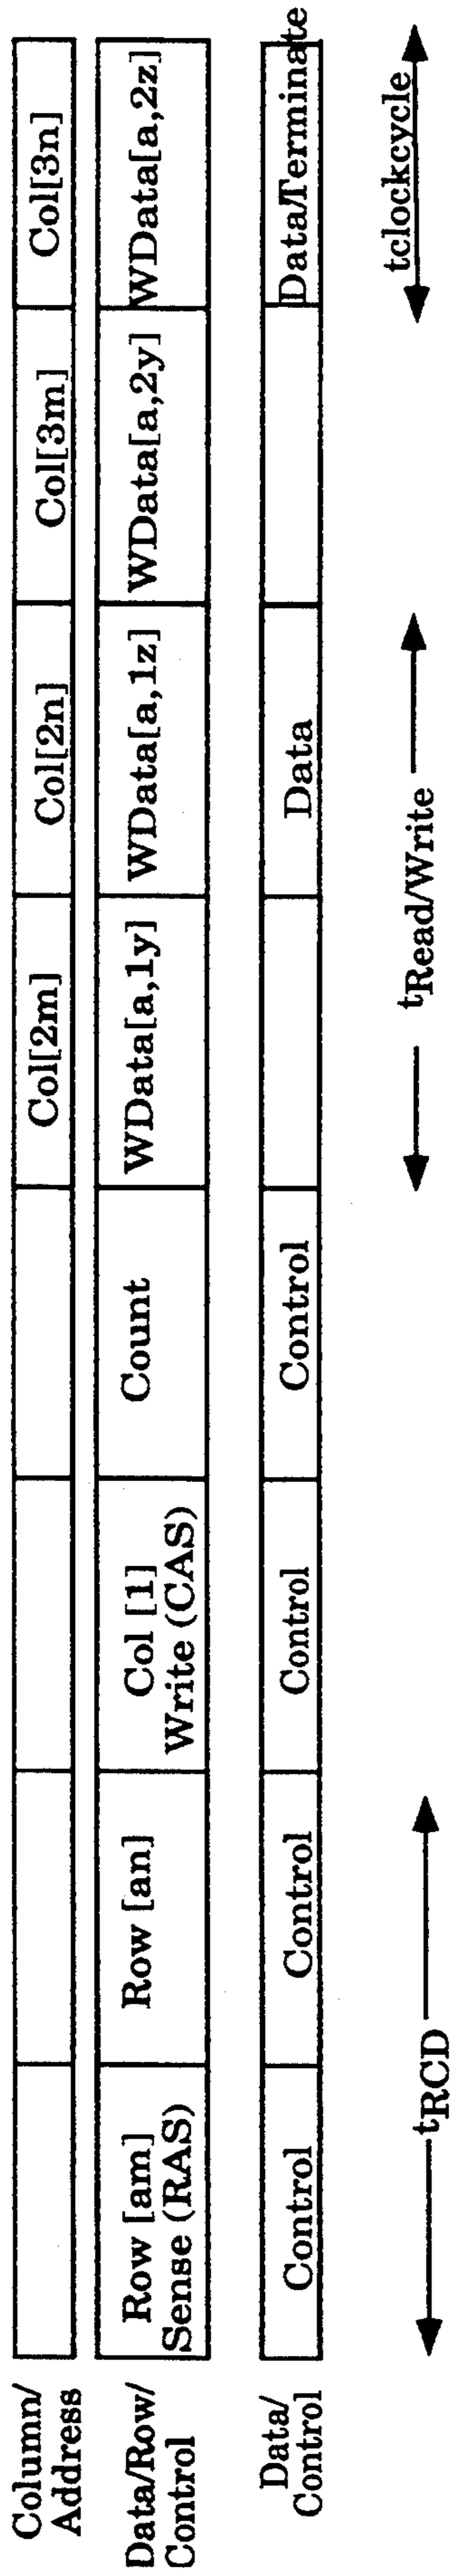 Column/
Address
Col[2m]
Col[2n]
Col[3m]
Col[3n]
Data/Row/
Control
Row [am]
Sense (RAS)
Row [an]
Col [1]
Write (CAS)
Count
WData[a,1y]
WData[a,1z]
WData[a,2y]
WData[a,2z]
Data/
Control
Control
Control
Control
Control
Data
Data/Terminate
tRCD
tRead/Write
tclockcycle